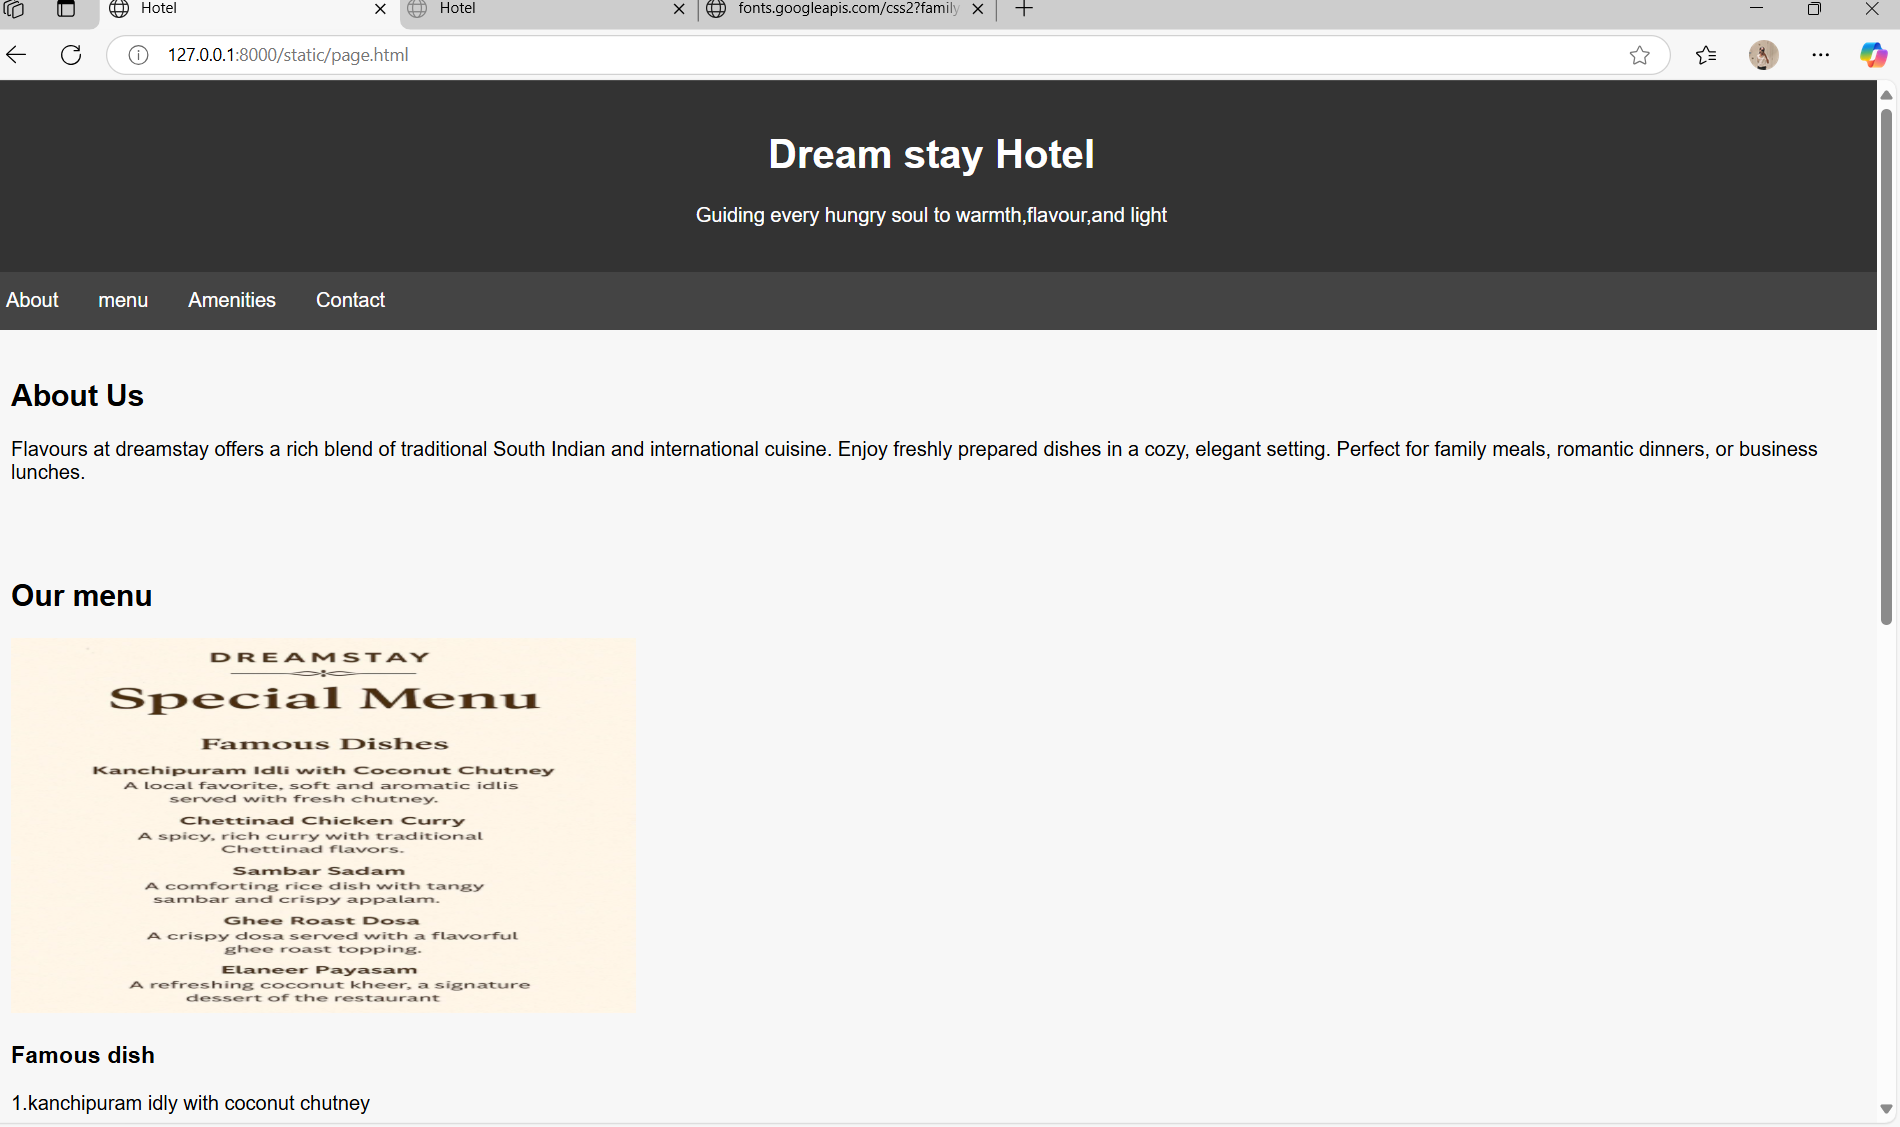 Hotel
Hotel
fonts.googleapis.com/css2?family
127.0.0.1:8000/static/page.html
Dream stay Hotel
Guiding every hungry soul to warmth,flavour,and light
About menu Amenities Contact
About Us
Flavours at dreamstay offers a rich blend of traditional South Indian and international cuisine. Enjoy freshly prepared dishes in a cozy, elegant setting. Perfect for family meals, romantic dinners, or business
lunches.
Our menu
DREAMSTAY
Special Menu
Famous Dishes
Kanchipuram Idli with Coconut Chutney
A local favorite, soft and aromatic idlis
served with fresh chutney.
Chettinad Chicken Curry
A spicy, rich curry with traditional
Chettinad flavors.
Sambar Sadam
A comforting rice dish with tangy
sambar and crispy appalam.
Ghee Roast Dosa
A crispy dosa served with a flavorful
ghee roast topping.
Elaneer Payasam
A refreshing coconut kheer, a signature
dessert of the restaurant
Famous dish
1.kanchipuram idly with coconut chutney